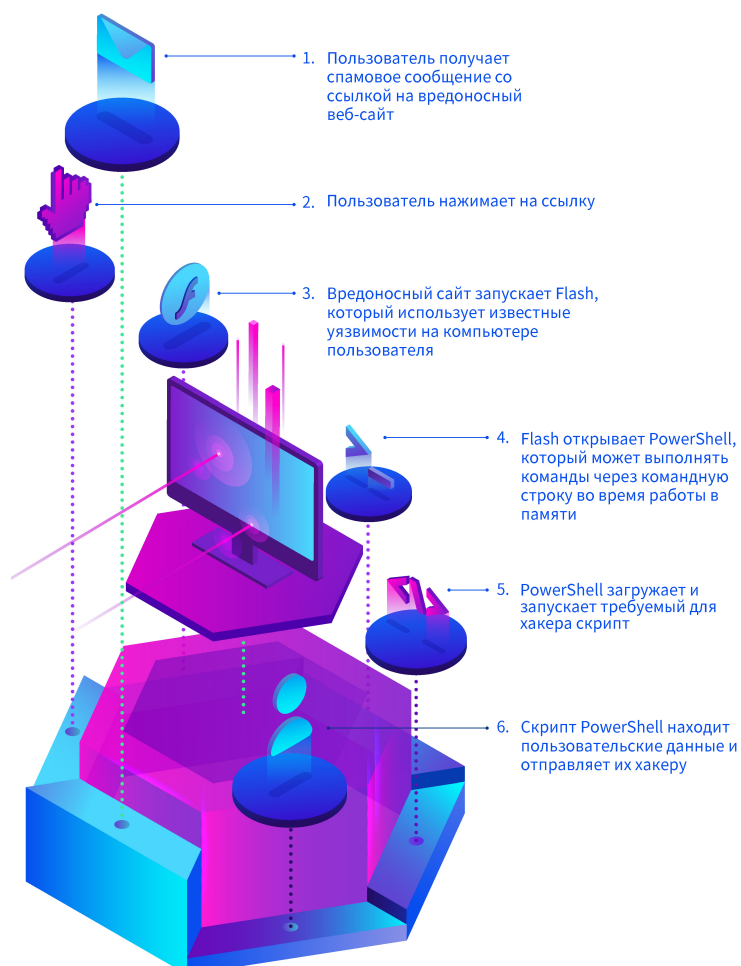 1. Пользователь получает
спамовое сообщение со
ссылкой на вредоносный
веб-сайт
2. Пользователь нажимает на ссылку
3. Вредоносный сайт запускает Flash,
который использует известные
уязвимости на компьютере
пользователя
4. Flash открывает PowerShell,
который может выполнять
команды через командную
строку во время работы в
памяти
5. PowerShell загружает и
запускает требуемый для
хакера скрипт
6. Скрипт PowerShell находит
пользовательские данные и
отправляет их хакеру